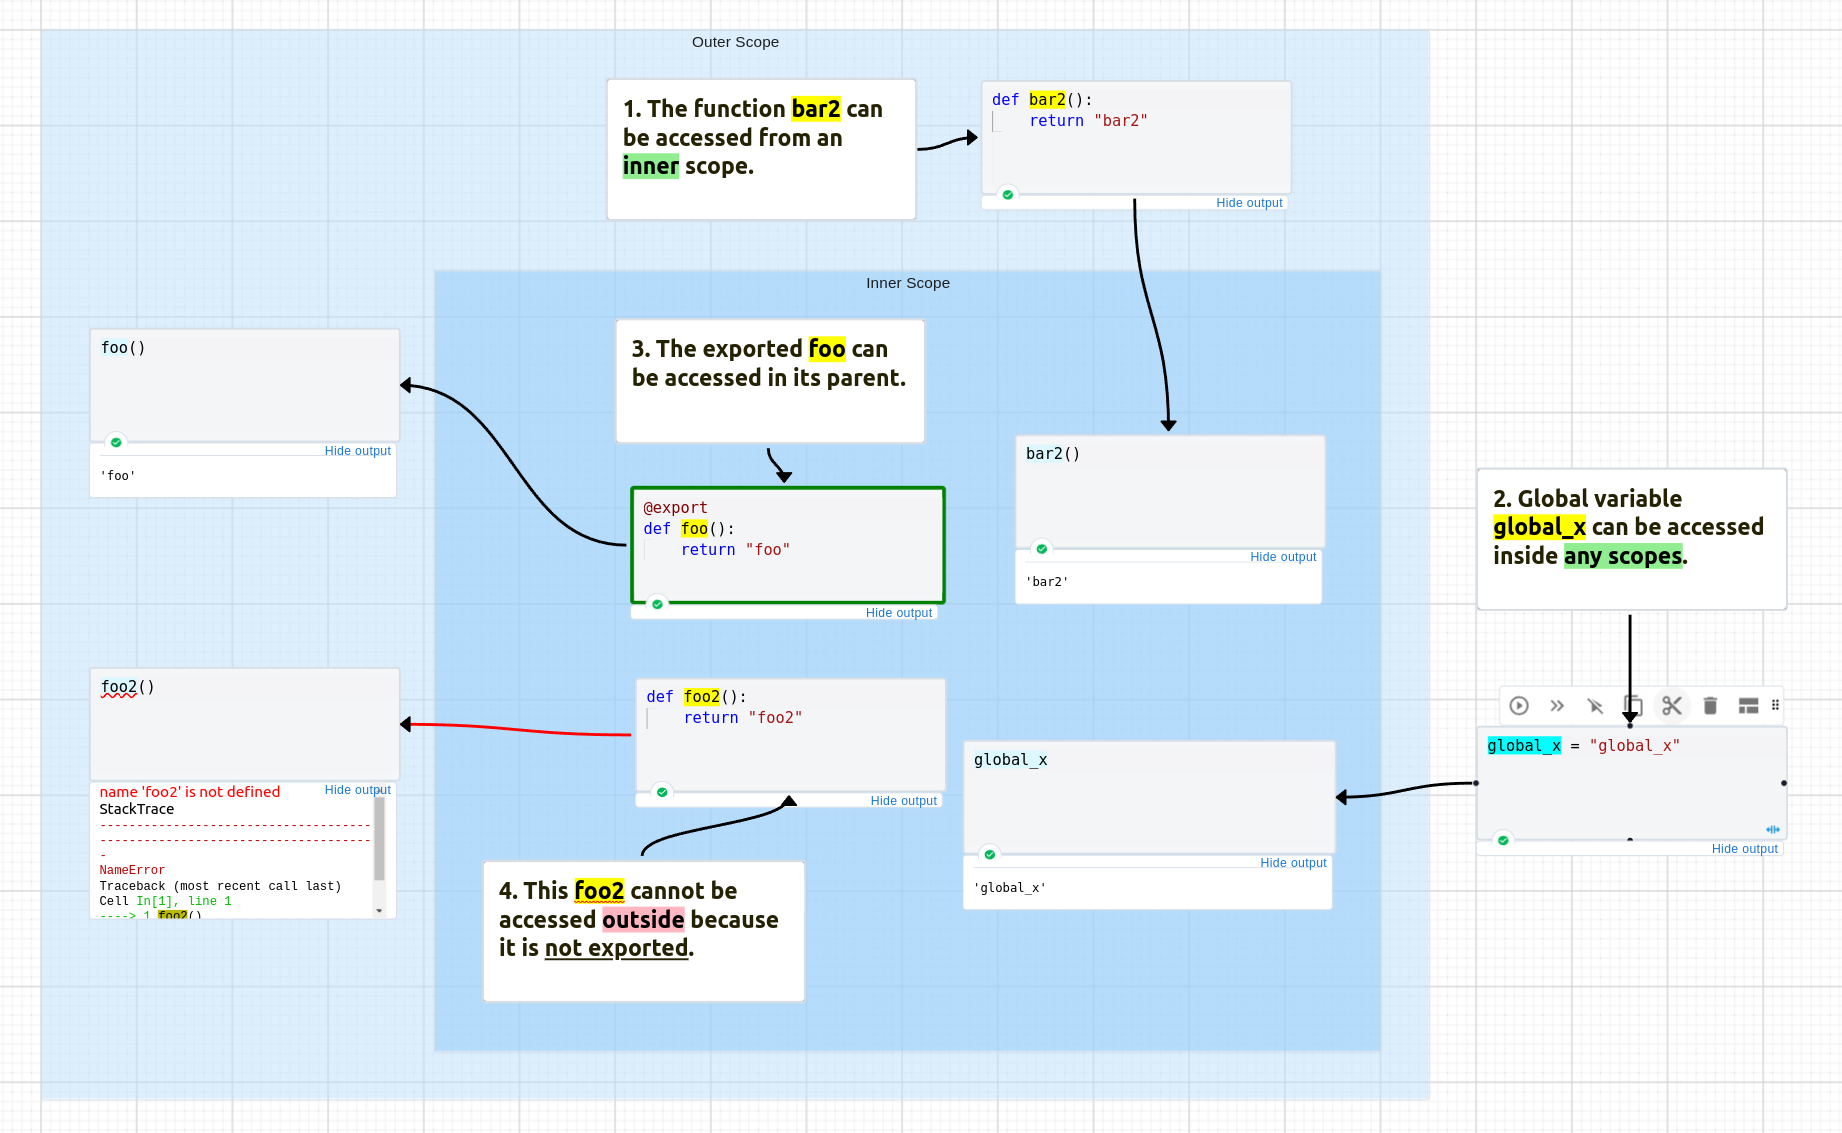 Outer Scope
1. The function bar2 can
be accessed from an
inner scope.
def bar2():
    return "bar2"
Hide output
Inner Scope
foo()
Hide output
'foo'
3. The exported foo can
be accessed in its parent.
@export
def foo():
    return "foo"
Hide output
bar2()
Hide output
'bar2'
2. Global variable
global_x can be accessed
inside any scopes.
foo2()
Hide output
name 'foo2' is not defined
StackTrace
-------------------------------------
-------------------------------------
-
NameError
Traceback (most recent call last)
Cell In[1], line 1
----> 1 foo2()
def foo2():
    return "foo2"
Hide output
4. This foo2 cannot be
accessed outside because
it is not exported.
global_x
Hide output
'global_x'
global_x = "global_x"
Hide output